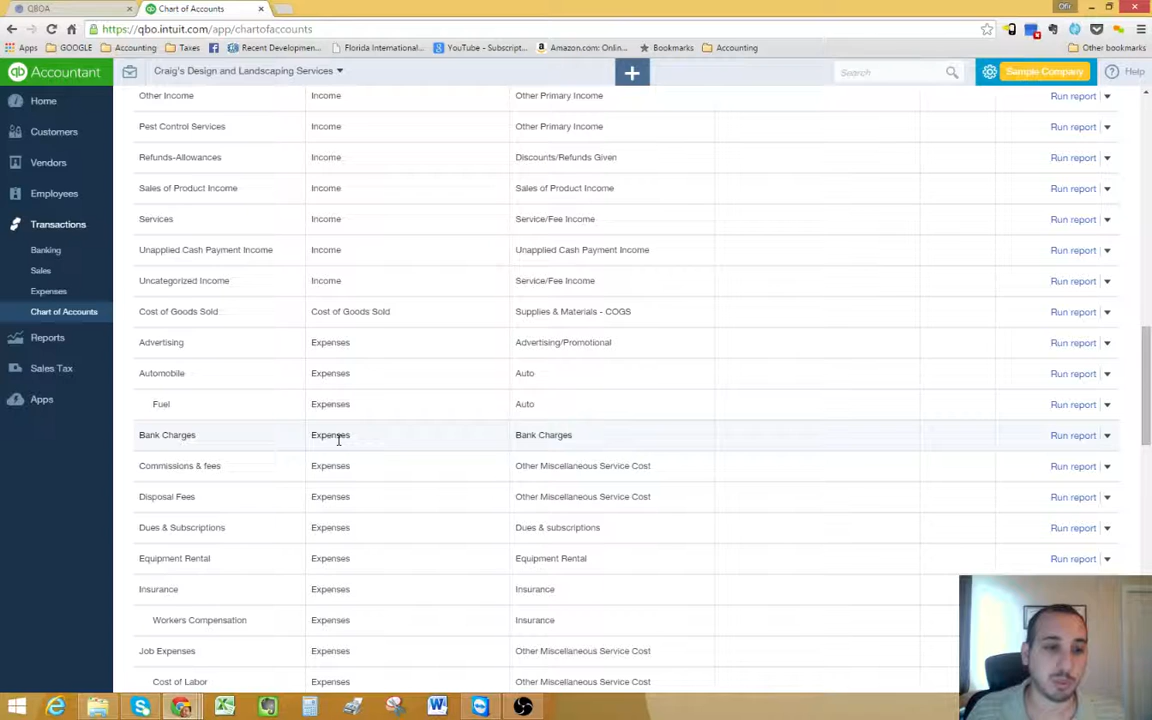 QBOA
Chart of Accounts
Ofir
https://qbo.intuit.com/app/chartofaccounts
Apps GOOGLE Accounting Taxes Recent Developmen... Florida International... YouTube - Subscript... Amazon.com: Onlin... Bookmarks Accounting Other bookmarks
qb Accountant Craig's Design and Landscaping Services Search Sample Company Help
Home
Customers
Vendors
Employees
Transactions
Banking
Sales
Expenses
Chart of Accounts
Reports
Sales Tax
Apps
Other Income Income Other Primary Income Run report
Pest Control Services Income Other Primary Income Run report
Refunds-Allowances Income Discounts/Refunds Given Run report
Sales of Product Income Income Sales of Product Income Run report
Services Income Service/Fee Income Run report
Unapplied Cash Payment Income Income Unapplied Cash Payment Income Run report
Uncategorized Income Income Service/Fee Income Run report
Cost of Goods Sold Cost of Goods Sold Supplies & Materials - COGS Run report
Advertising Expenses Advertising/Promotional Run report
Automobile Expenses Auto Run report
Fuel Expenses Auto Run report
Bank Charges Expenses Bank Charges Run report
Commissions & fees Expenses Other Miscellaneous Service Cost Run report
Disposal Fees Expenses Other Miscellaneous Service Cost Run report
Dues & Subscriptions Expenses Dues & subscriptions Run report
Equipment Rental Expenses Equipment Rental Run report
Insurance Expenses Insurance
Workers Compensation Expenses Insurance
Job Expenses Expenses Other Miscellaneous Service Cost
Cost of Labor Expenses Other Miscellaneous Service Cost